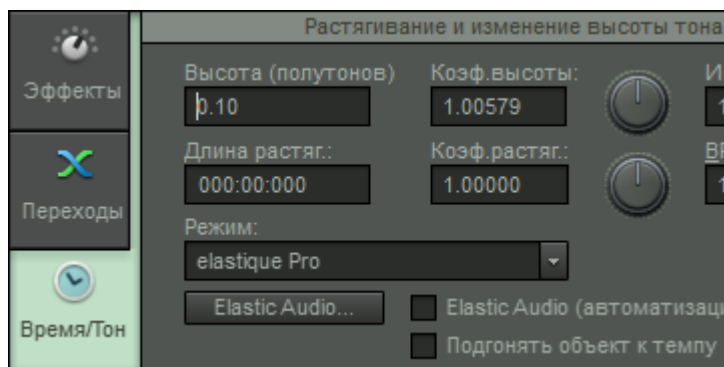 Растягивание и изменение высоты тона
Эффекты
Высота (полутонов) Коэф.высоты:
0.10 1.00579
Длина растяг.: Коэф.растяг.:
000:00:000 1.00000
Переходы
Режим:
elastique Pro
Elastic Audio... Elastic Audio (автоматизаци
Время/Тон
Подгонять объект к темпу